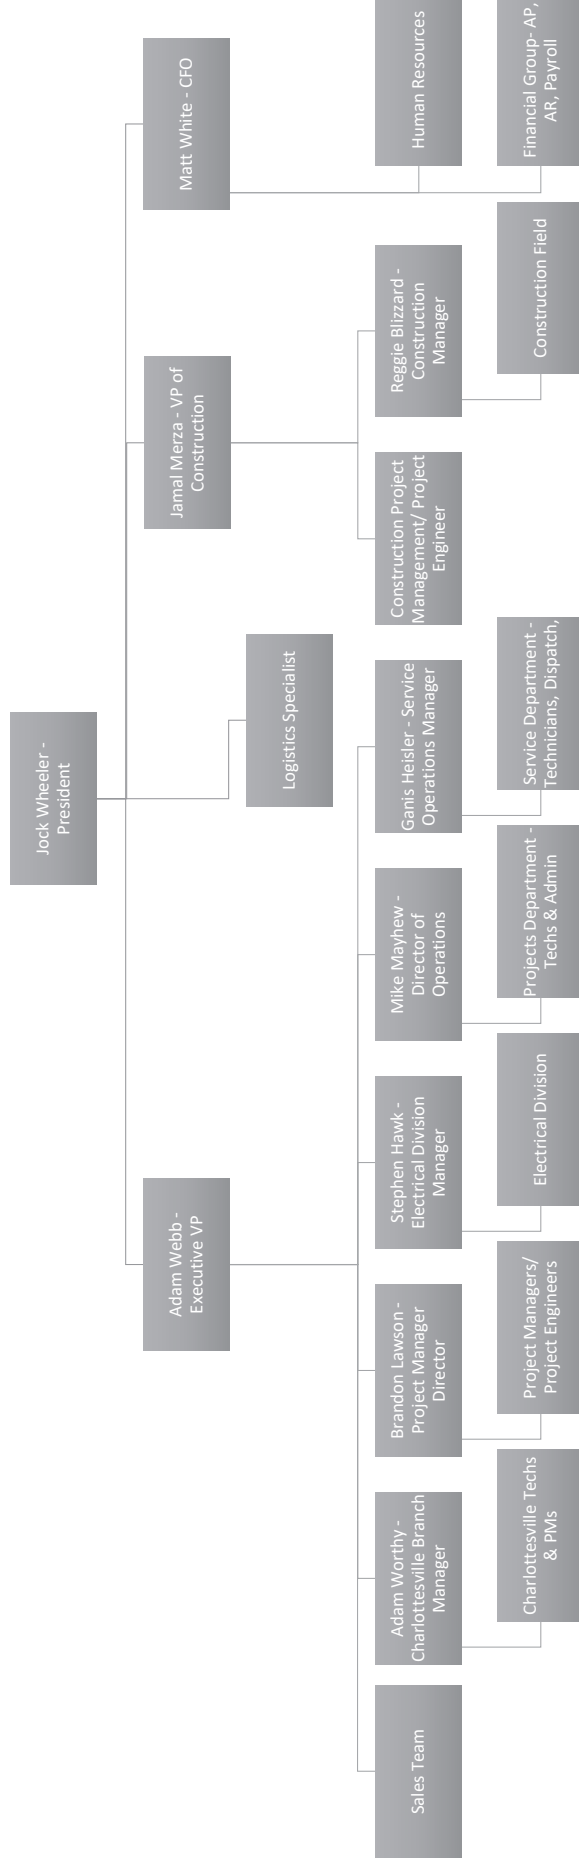 Jock Wheeler -
President
Adam Webb -
Executive VP
Logistics Specialist
Jamal Merza - VP of
Construction
Matt White - CFO
Sales Team
Adam Worthy -
Charlottesville Branch
Manager
Brandon Lawson -
Project Manager
Director
Stephen Hawk -
Electrical Division
Manager
Mike Mayhew -
Director of
Operations
Ganis Heisler - Service
Operations Manager
Construction Project
Management/ Project
Engineer
Reggie Blizzard -
Construction
Manager
Human Resources
Charlottesville Techs
& PMs
Project Managers/
Project Engineers
Electrical Division
Projects Department -
Techs & Admin
Service Department -
Technicians, Dispatch,
Construction Field
Financial Group- AP,
AR, Payroll